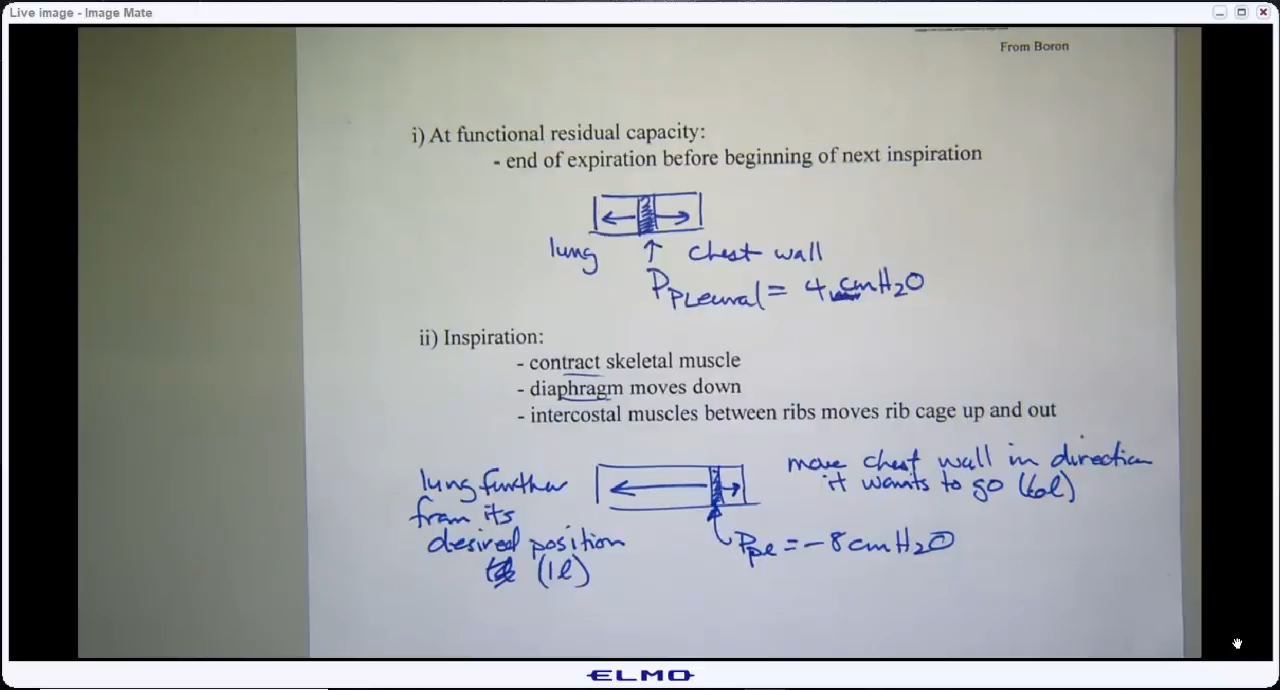 Live image - Image Mate
From Boron
i) At functional residual capacity:
- end of expiration before beginning of next inspiration
lung ↑ chest wall
P Pleural = 4 cmH2O
ii) Inspiration:
- contract skeletal muscle
- diaphragm moves down
- intercostal muscles between ribs moves rib cage up and out
lung further
from its
desired position
(1l)
move chest wall in direction
it wants to go (6l)
Ppl = -8 cmH2O
ELMO